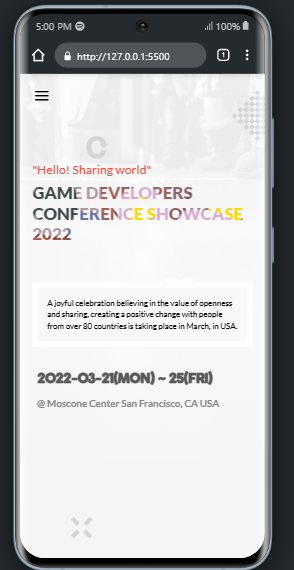 5:00 PM 100%
http://127.0.0.1:5500 1
C
"Hello! Sharing world"
GAME DEVELOPERS
CONFERENCE SHOWCASE
2022
A joyful celebration believing in the value of openness
and sharing, creating a positive change with people
from over 80 countries is taking place in March, in USA.
2022-03-21(MON) ~ 25(FRI)
@ Moscone Center San Francisco, CA USA